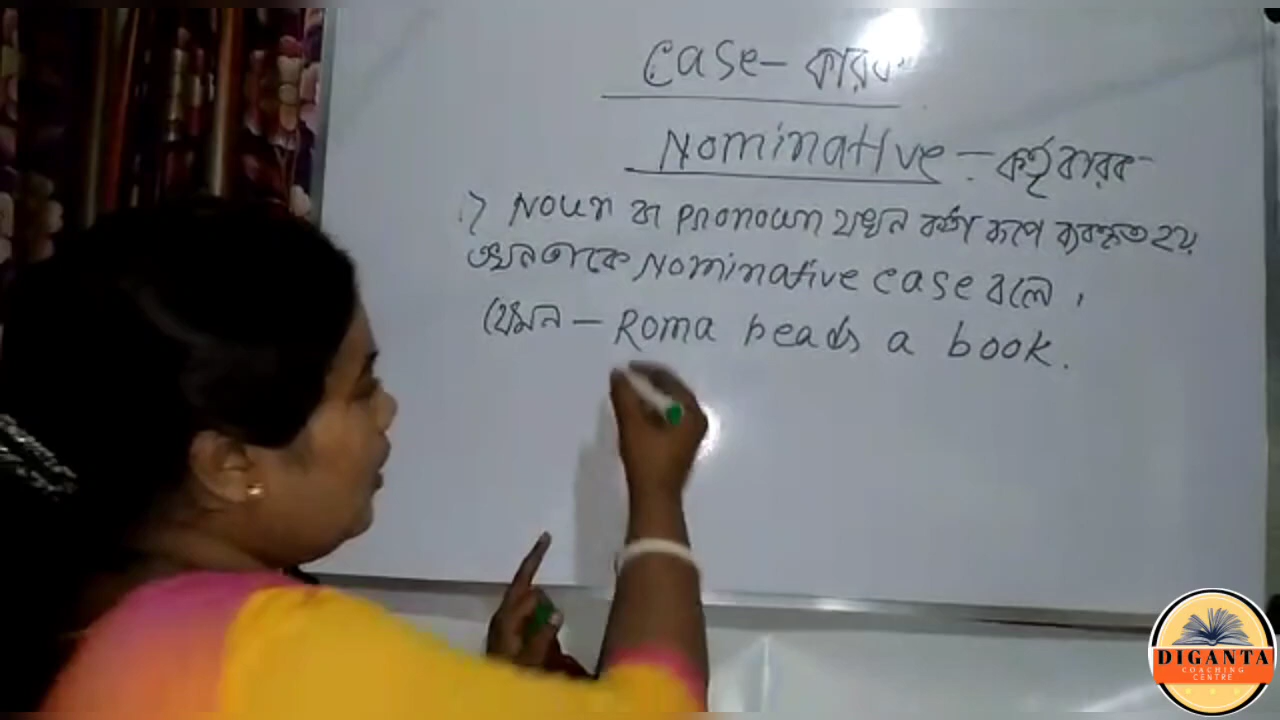 Case – কারক
Nominative – কর্তৃকারক
১) Noun বা Pronoun যখন কর্তা রূপে ব্যবহৃত হয়
তখন তাকে Nominative case বলে ।
যেমন – Roma reads a book.
DIGANTA
COACHING
CENTRE